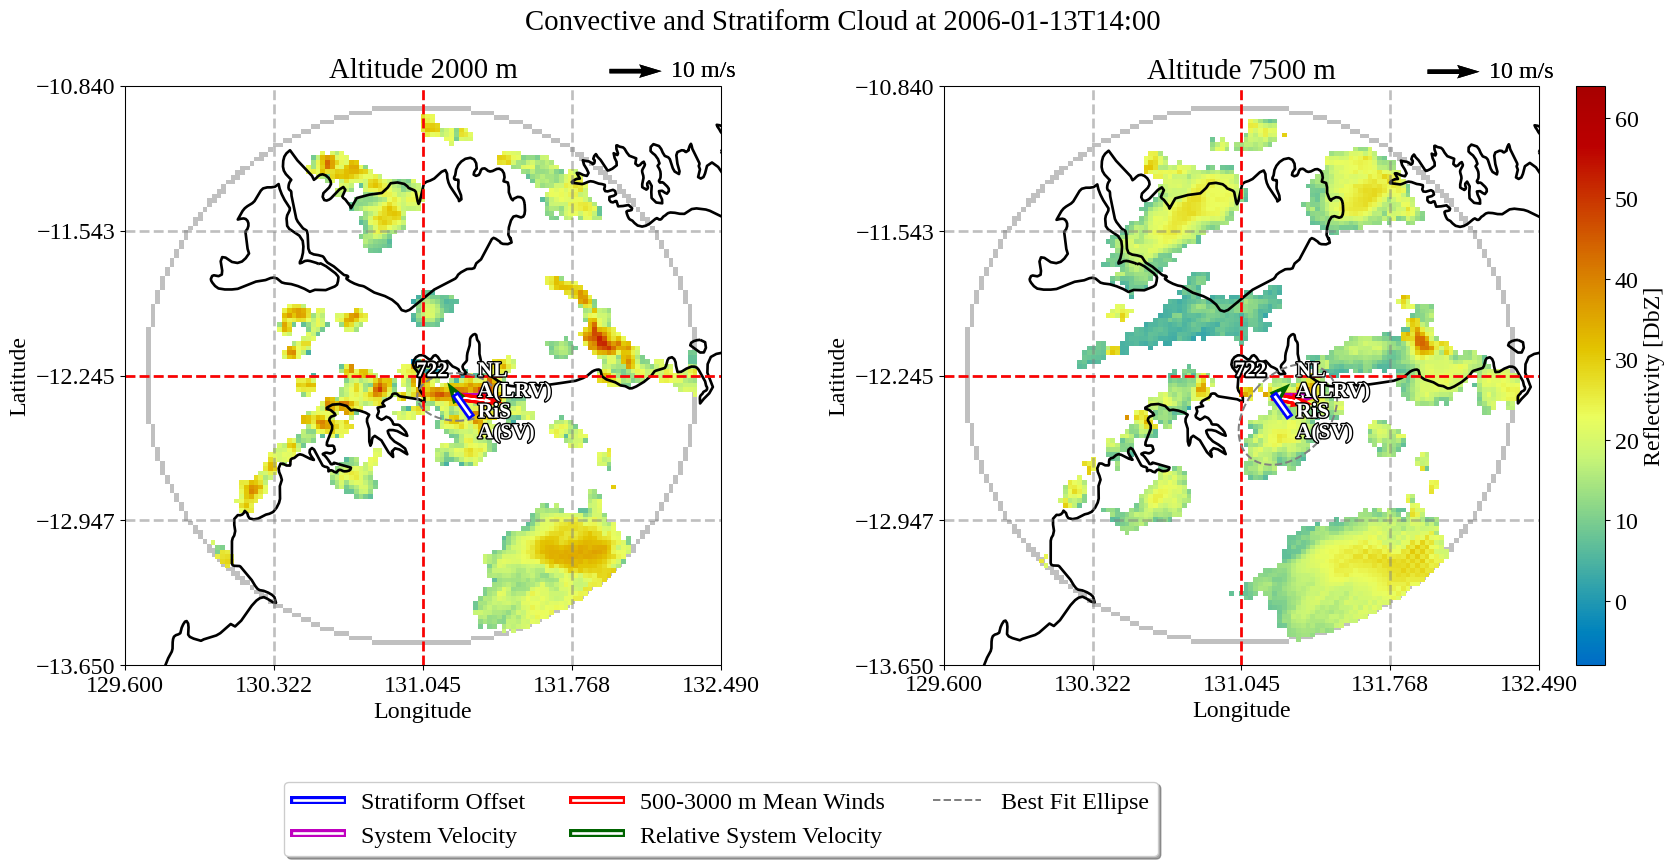 Convective and Stratiform Cloud at 2006-01-13T14:00
Altitude 2000 m
10 m/s
Altitude 7500 m
10 m/s
−10.840
−11.543
−12.245
−12.947
−13.650
Latitude
129.600
130.322
131.045
131.768
132.490
Longitude
722
NL
A(LRV)
RiS
A(SV)
−10.840
−11.543
−12.245
−12.947
−13.650
Latitude
129.600
130.322
131.045
131.768
132.490
Longitude
722
NL
A(LRV)
RiS
A(SV)
60
50
40
30
20
10
0
Reflectivity [DbZ]
Stratiform Offset
System Velocity
500-3000 m Mean Winds
Relative System Velocity
Best Fit Ellipse